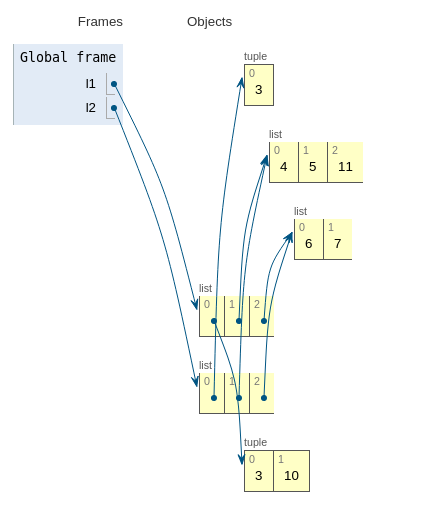 Frames Objects
Global frame
l1
l2
tuple
0
3
list
0 1 2
4 5 11
list
0 1
6 7
list
0 1 2
list
0 1 2
tuple
0 1
3 10